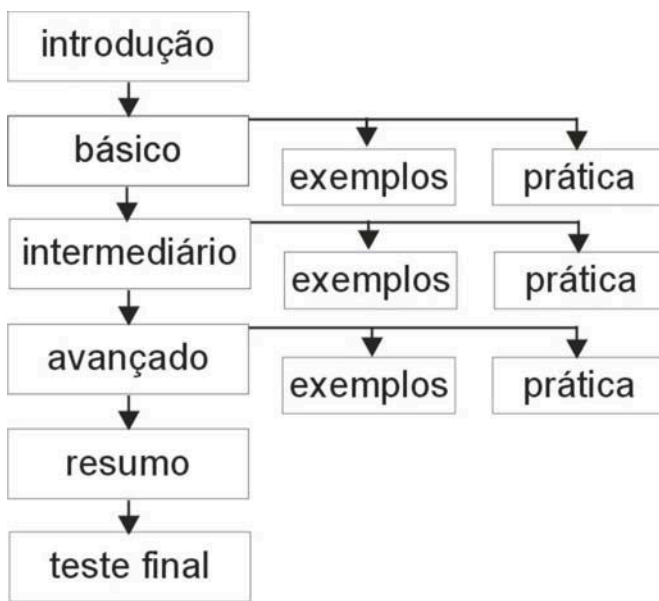 introdução
básico
exemplos
prática
intermediário
exemplos
prática
avançado
exemplos
prática
resumo
teste final